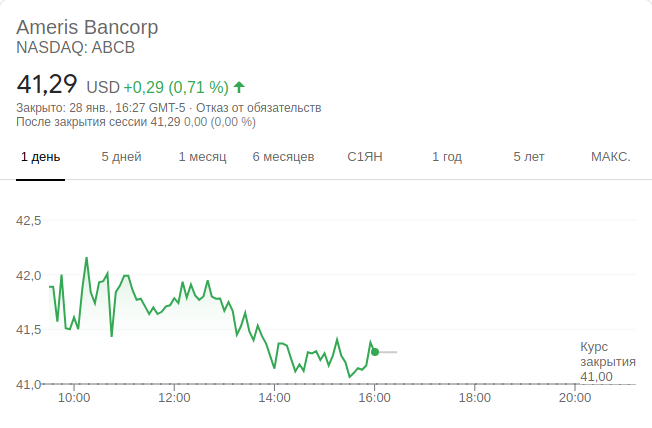 Ameris Bancorp
NASDAQ: ABCB
41,29 USD +0,29 (0,71 %)
Закрыто: 28 янв., 16:27 GMT-5 · Отказ от обязательств
После закрытия сессии 41,29 0,00 (0,00 %)
1 день 5 дней 1 месяц 6 месяцев С1ЯН 1 год 5 лет МАКС.
42,5
42,0
41,5
Курс
закрытия
41,00
41,0
10:00 12:00 14:00 16:00 18:00 20:00